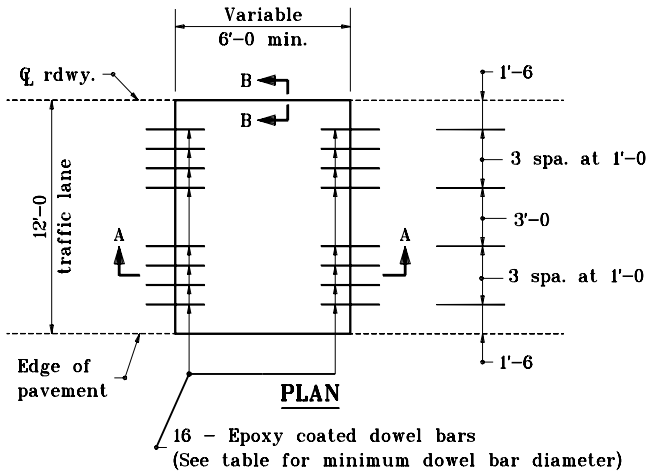 Variable
6'-0 min.
℄ rdwy.
B
B
1'-6
3 spa. at 1'-0
12'-0
traffic lane
3'-0
A
A
3 spa. at 1'-0
1'-6
Edge of
pavement
PLAN
16 - Epoxy coated dowel bars
(See table for minimum dowel bar diameter)